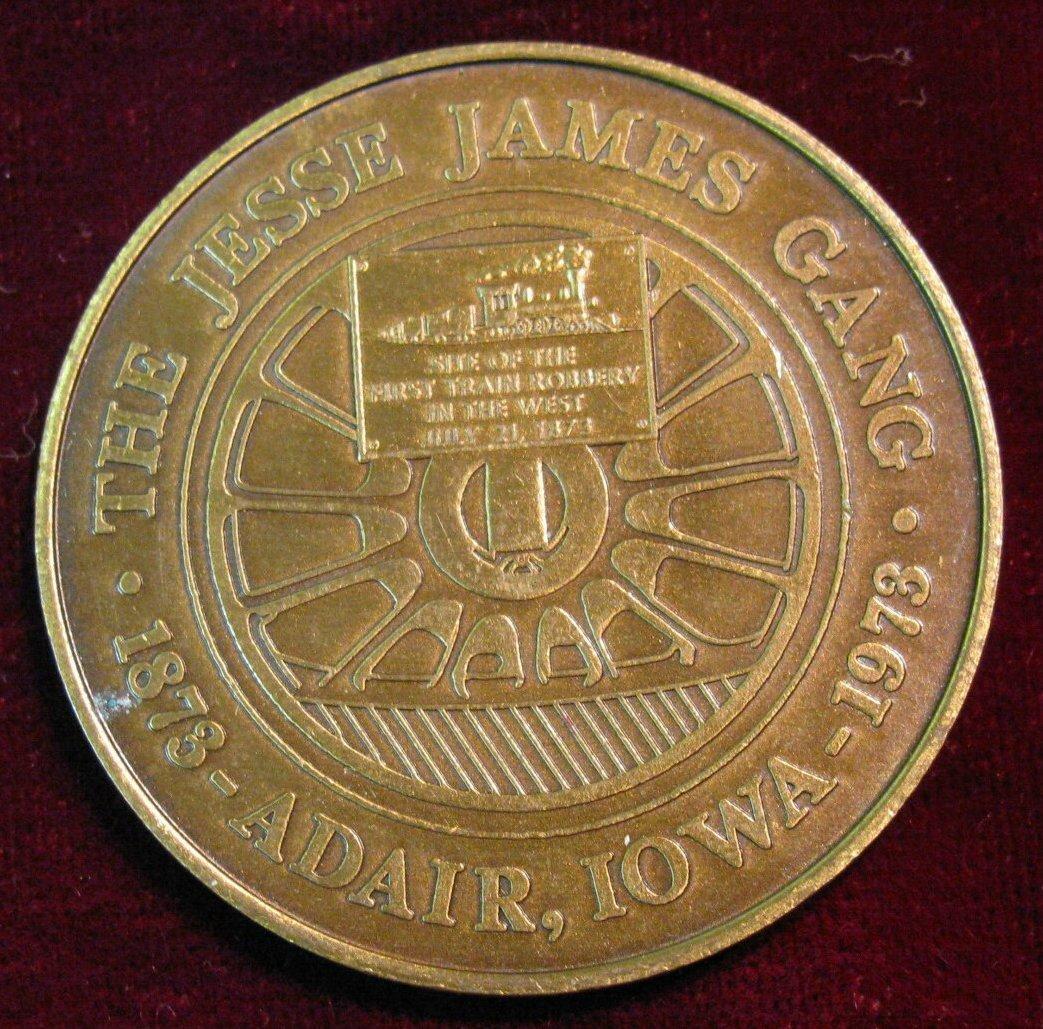 THE JESSE JAMES GANG
SITE OF THE
FIRST TRAIN ROBBERY
IN THE WEST
JULY 21, 1873
• 1873 - ADAIR, IOWA - 1973 •